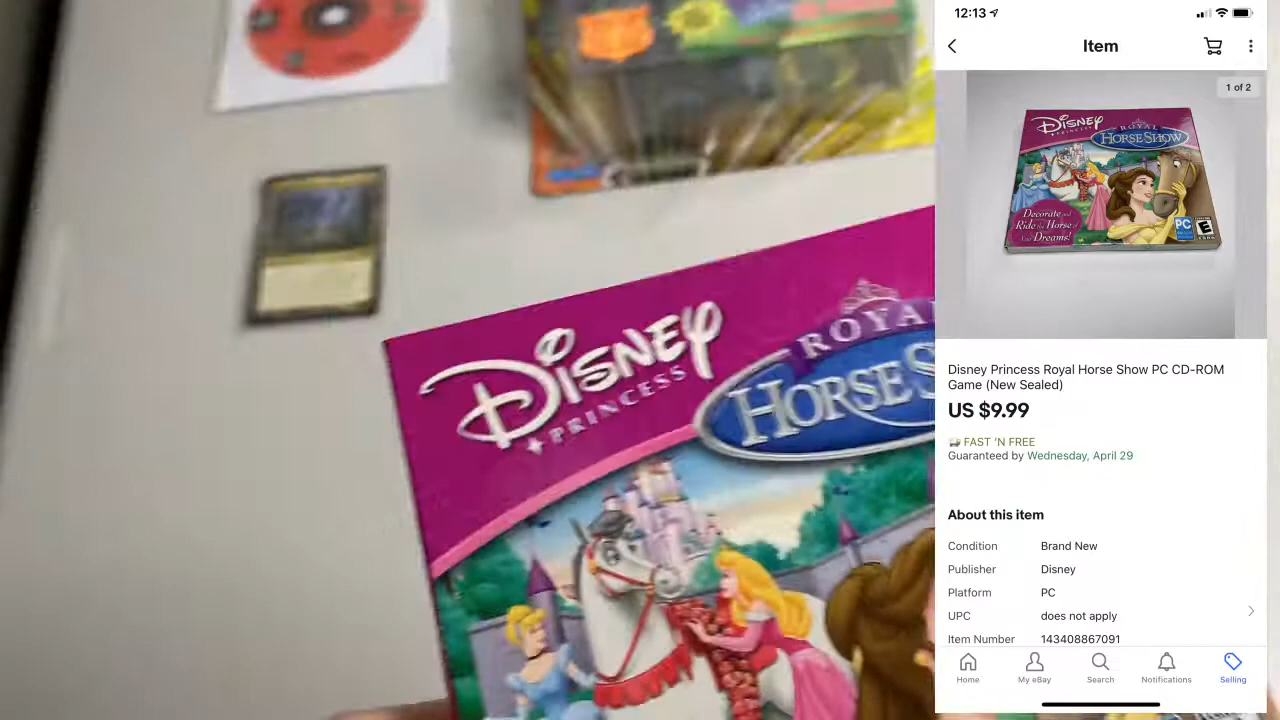 DISNEY
PRINCESS
ROYA
HORSE S
12:13
Item
1 of 2
DISNEY
PRINCESS
ROYAL
HORSE SHOW
Decorate and
Ride the Horse of
Your Dreams!
PC
E
Disney Princess Royal Horse Show PC CD-ROM
Game (New Sealed)
US $9.99
FAST 'N FREE
Guaranteed by Wednesday, April 29
About this item
Condition Brand New
Publisher Disney
Platform PC
UPC does not apply
Item Number 143408867091
Home My eBay Search Notifications Selling